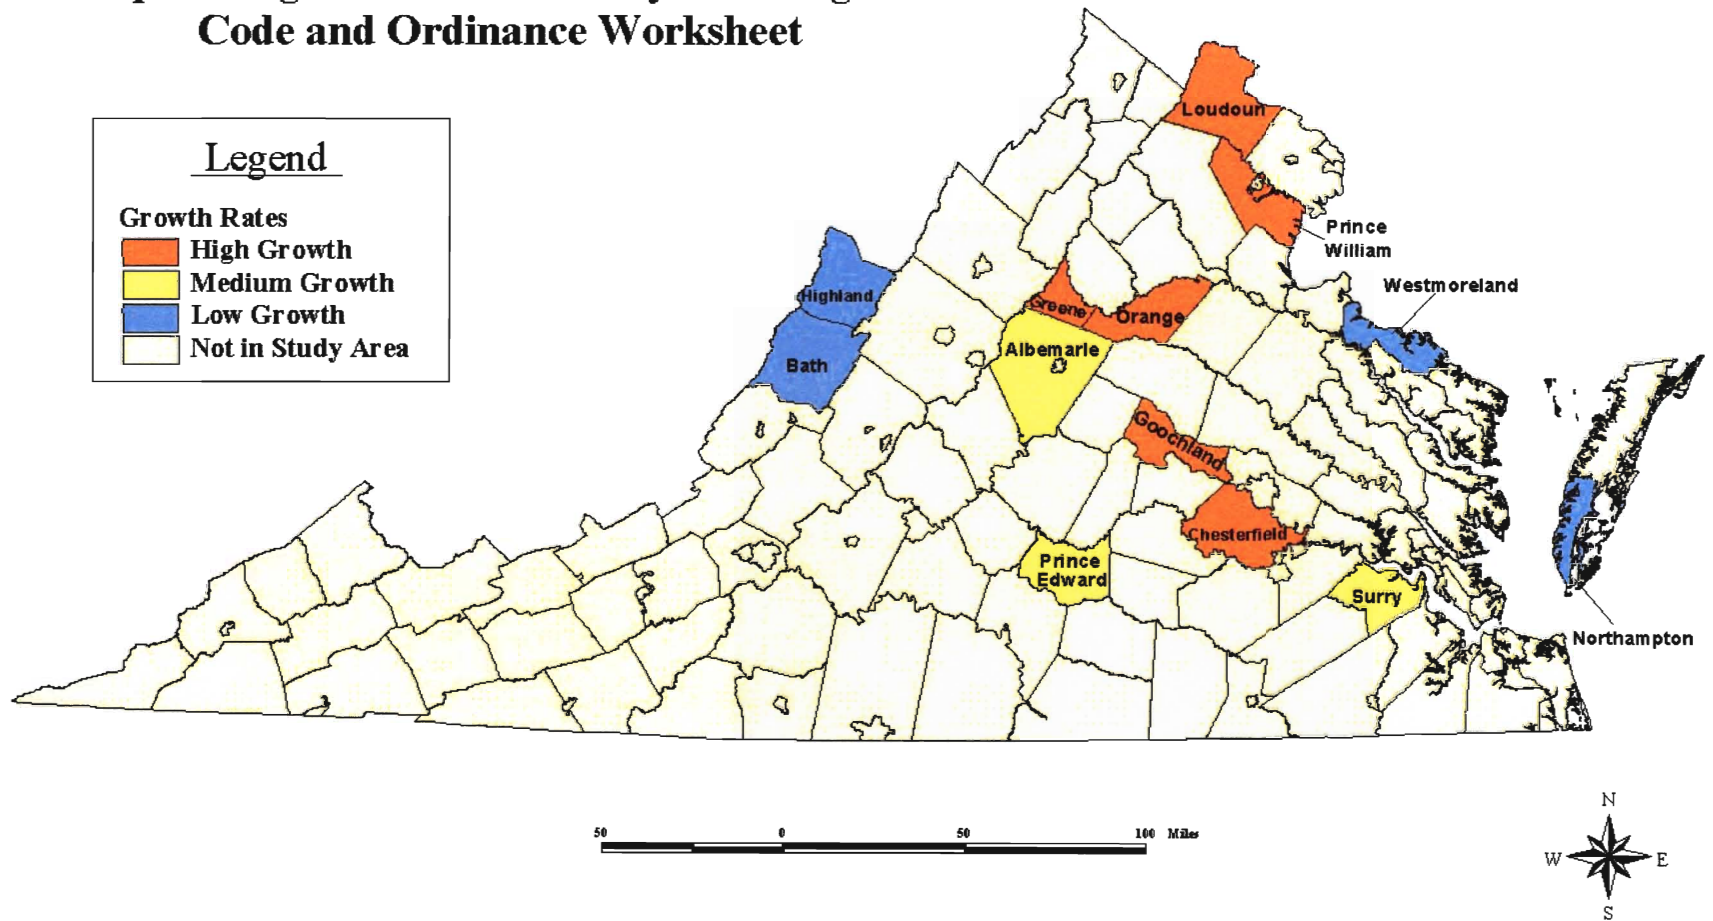 Code and Ordinance Worksheet
Legend
Growth Rates
High Growth
Medium Growth
Low Growth
Not in Study Area
Loudoun
Prince
William
Westmoreland
Highland
Greene
Orange
Bath
Albemarle
Goochland
Chesterfield
Prince
Edward
Surry
Northampton
50 0 50 100 Miles
N
W E
S